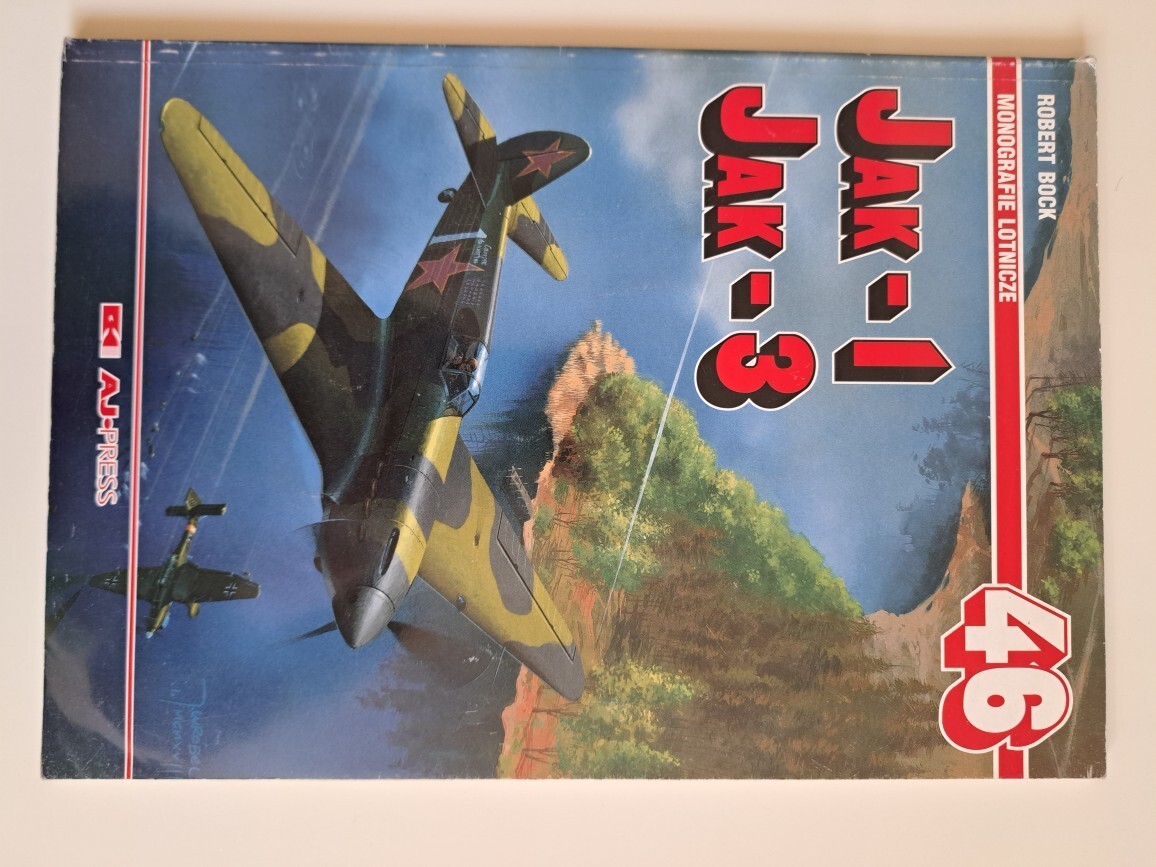 ROBERT BOCK
MONOGRAFIE LOTNICZE
46
JAK-1
JAK-3
AJ-PRESS